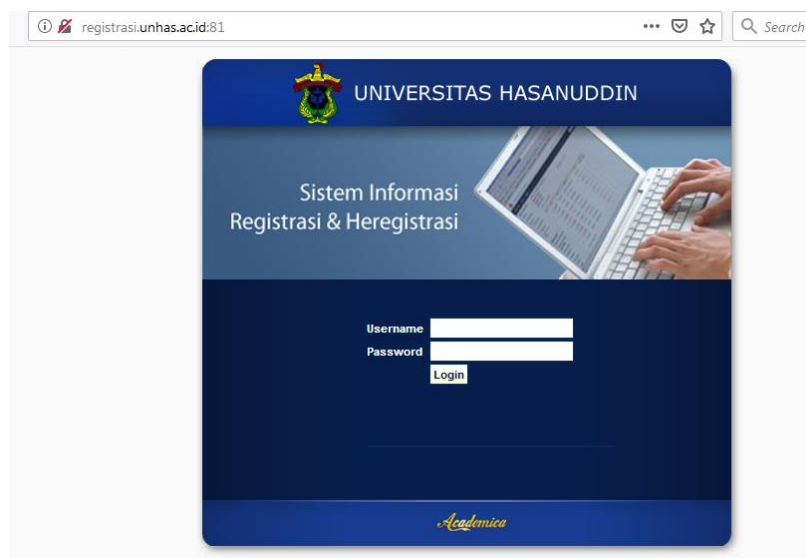 registrasi.unhas.ac.id:81
Search
UNIVERSITAS HASANUDDIN
Sistem Informasi
Registrasi & Heregistrasi
Username
Password
Login
Academica